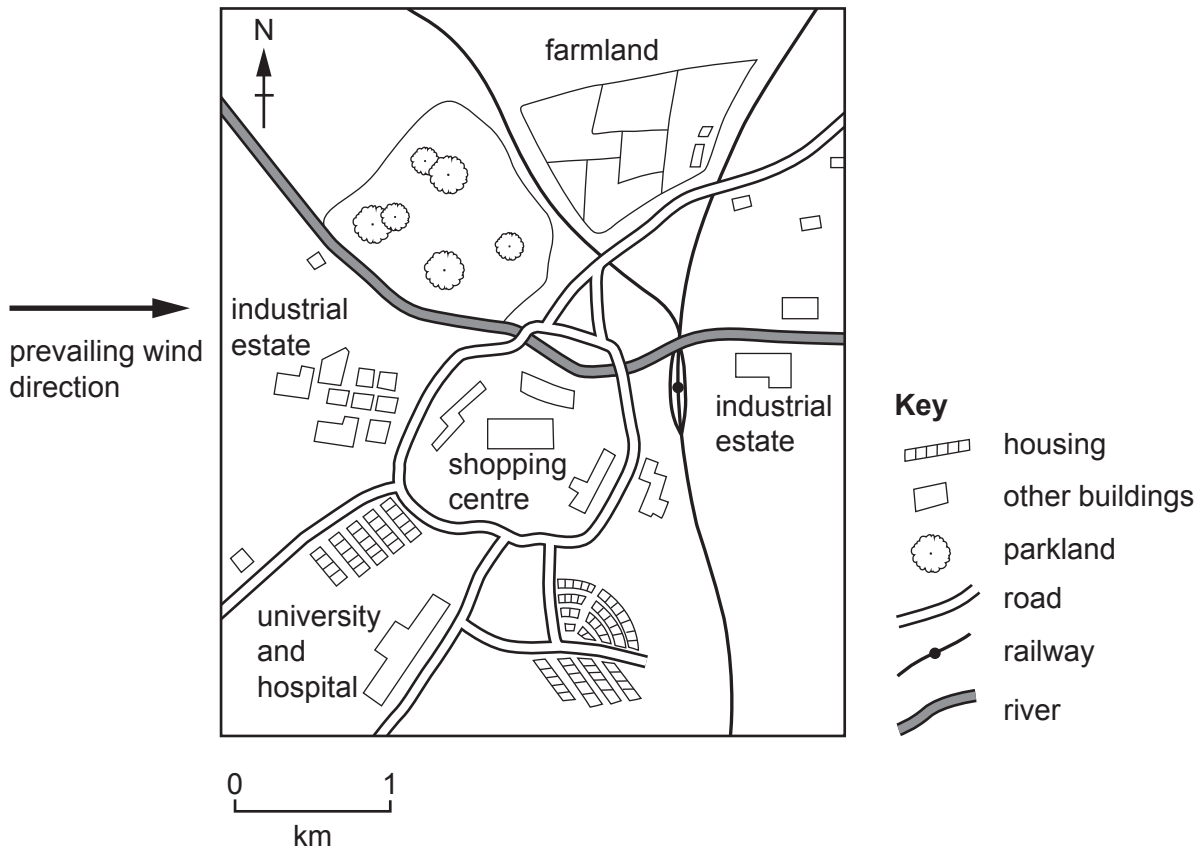 N
farmland
industrial
estate
prevailing wind
direction
shopping
centre
industrial
estate
university
and
hospital
Key
housing
other buildings
parkland
road
railway
river
0 1
km